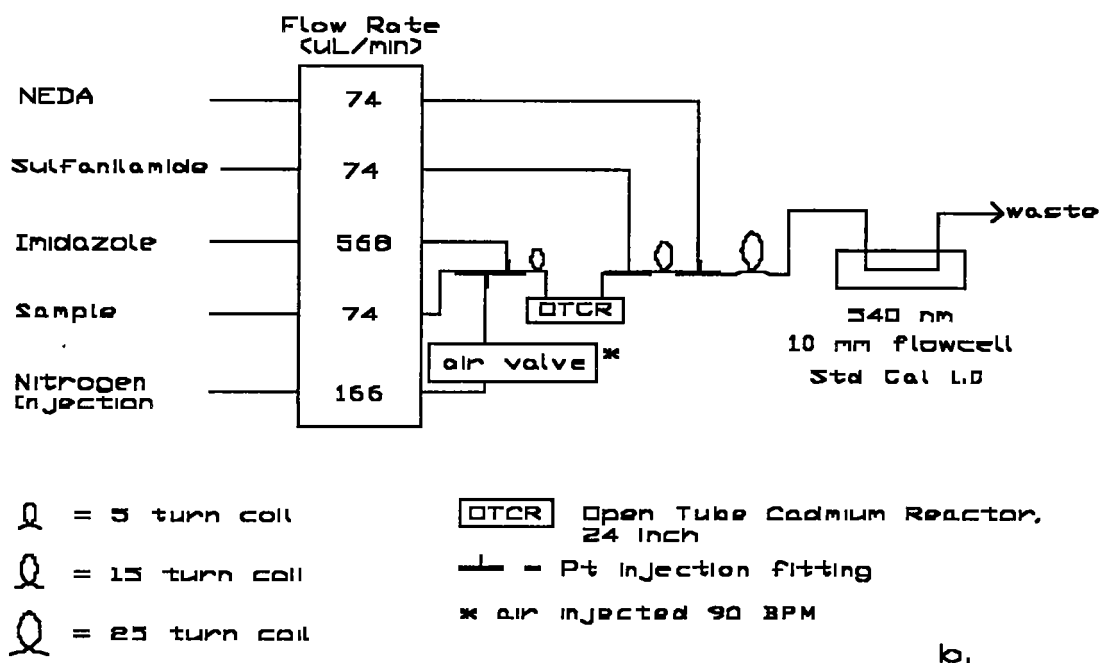 Flow Rate
<uL/min>
NEDA
74
Sulfanilamide
74
Imidazole
568
Sample
74
Nitrogen
Injection
166
OTCR
air valve *
waste
540 nm
10 mm flowcell
Std Cal 1.0
= 5 turn coil
= 15 turn coil
= 25 turn coil
OTCR Open Tube Cadmium Reactor,
24 inch
= Pt injection fitting
* air injected 90 BPM
b.